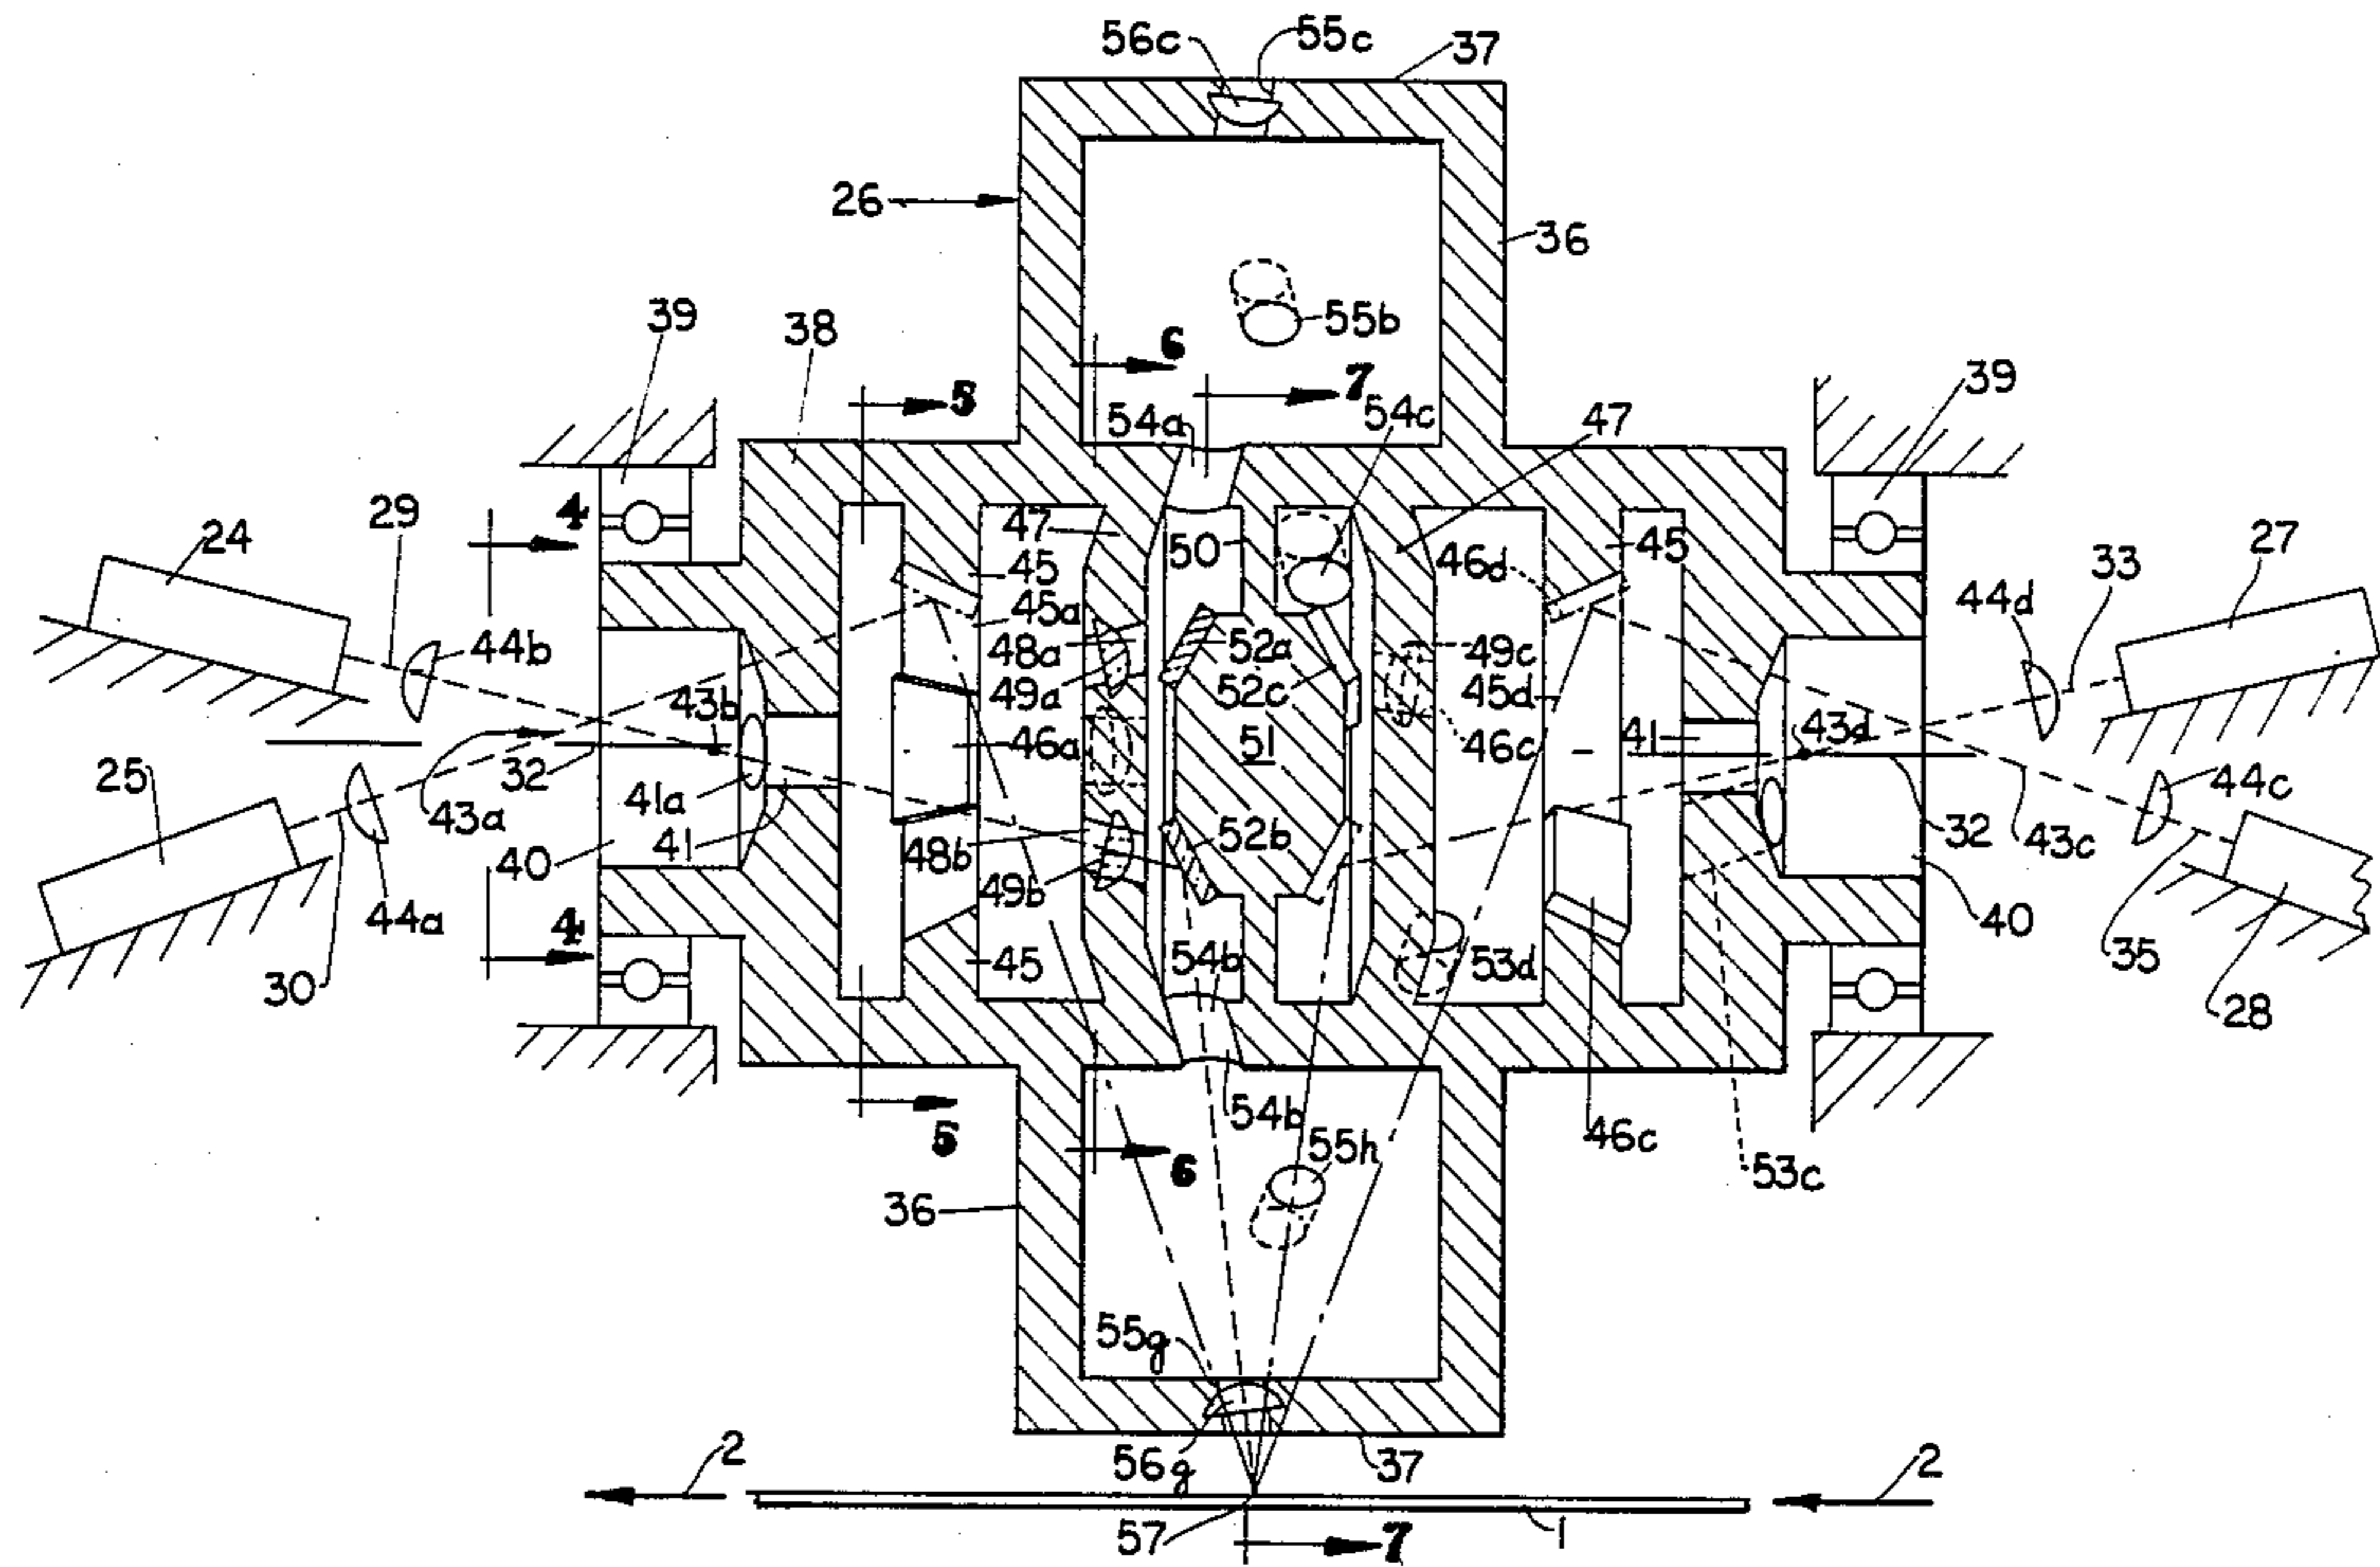 56c 55c 37
26
36
39 38 55b
6
39
5 7
54a 54c 47
29 4
24 47 50 45 27
45 46d 33
44d
45a
44b 48a 52a 49c
49a 52c 45d
43b
46a 51 46c 41 43d
25 32
41a 44c
43a 41 52b 32
40 48b 43c
49b
44a 4 40
45 54b 53d 35
30 28
54b
5 55h 46c
6 53c
36
55g
2 56g 37 2
57 7 1